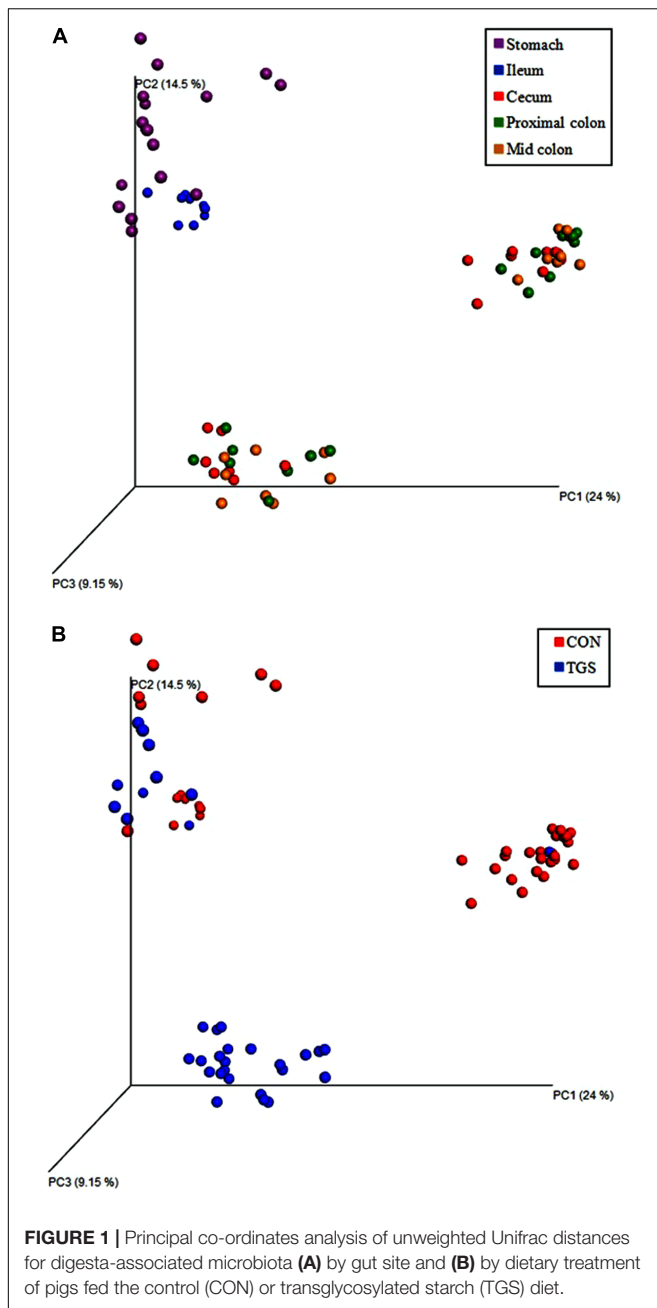 A
Stomach
Ileum
Cecum
Proximal colon
Mid colon
PC2 (14.5 %)
PC1 (24 %)
PC3 (9.15 %)
B
CON
TGS
PC2 (14.5 %)
PC1 (24 %)
PC3 (9.15 %)
FIGURE 1 | Principal co-ordinates analysis of unweighted Unifrac distances
for digesta-associated microbiota (A) by gut site and (B) by dietary treatment
of pigs fed the control (CON) or transglycosylated starch (TGS) diet.